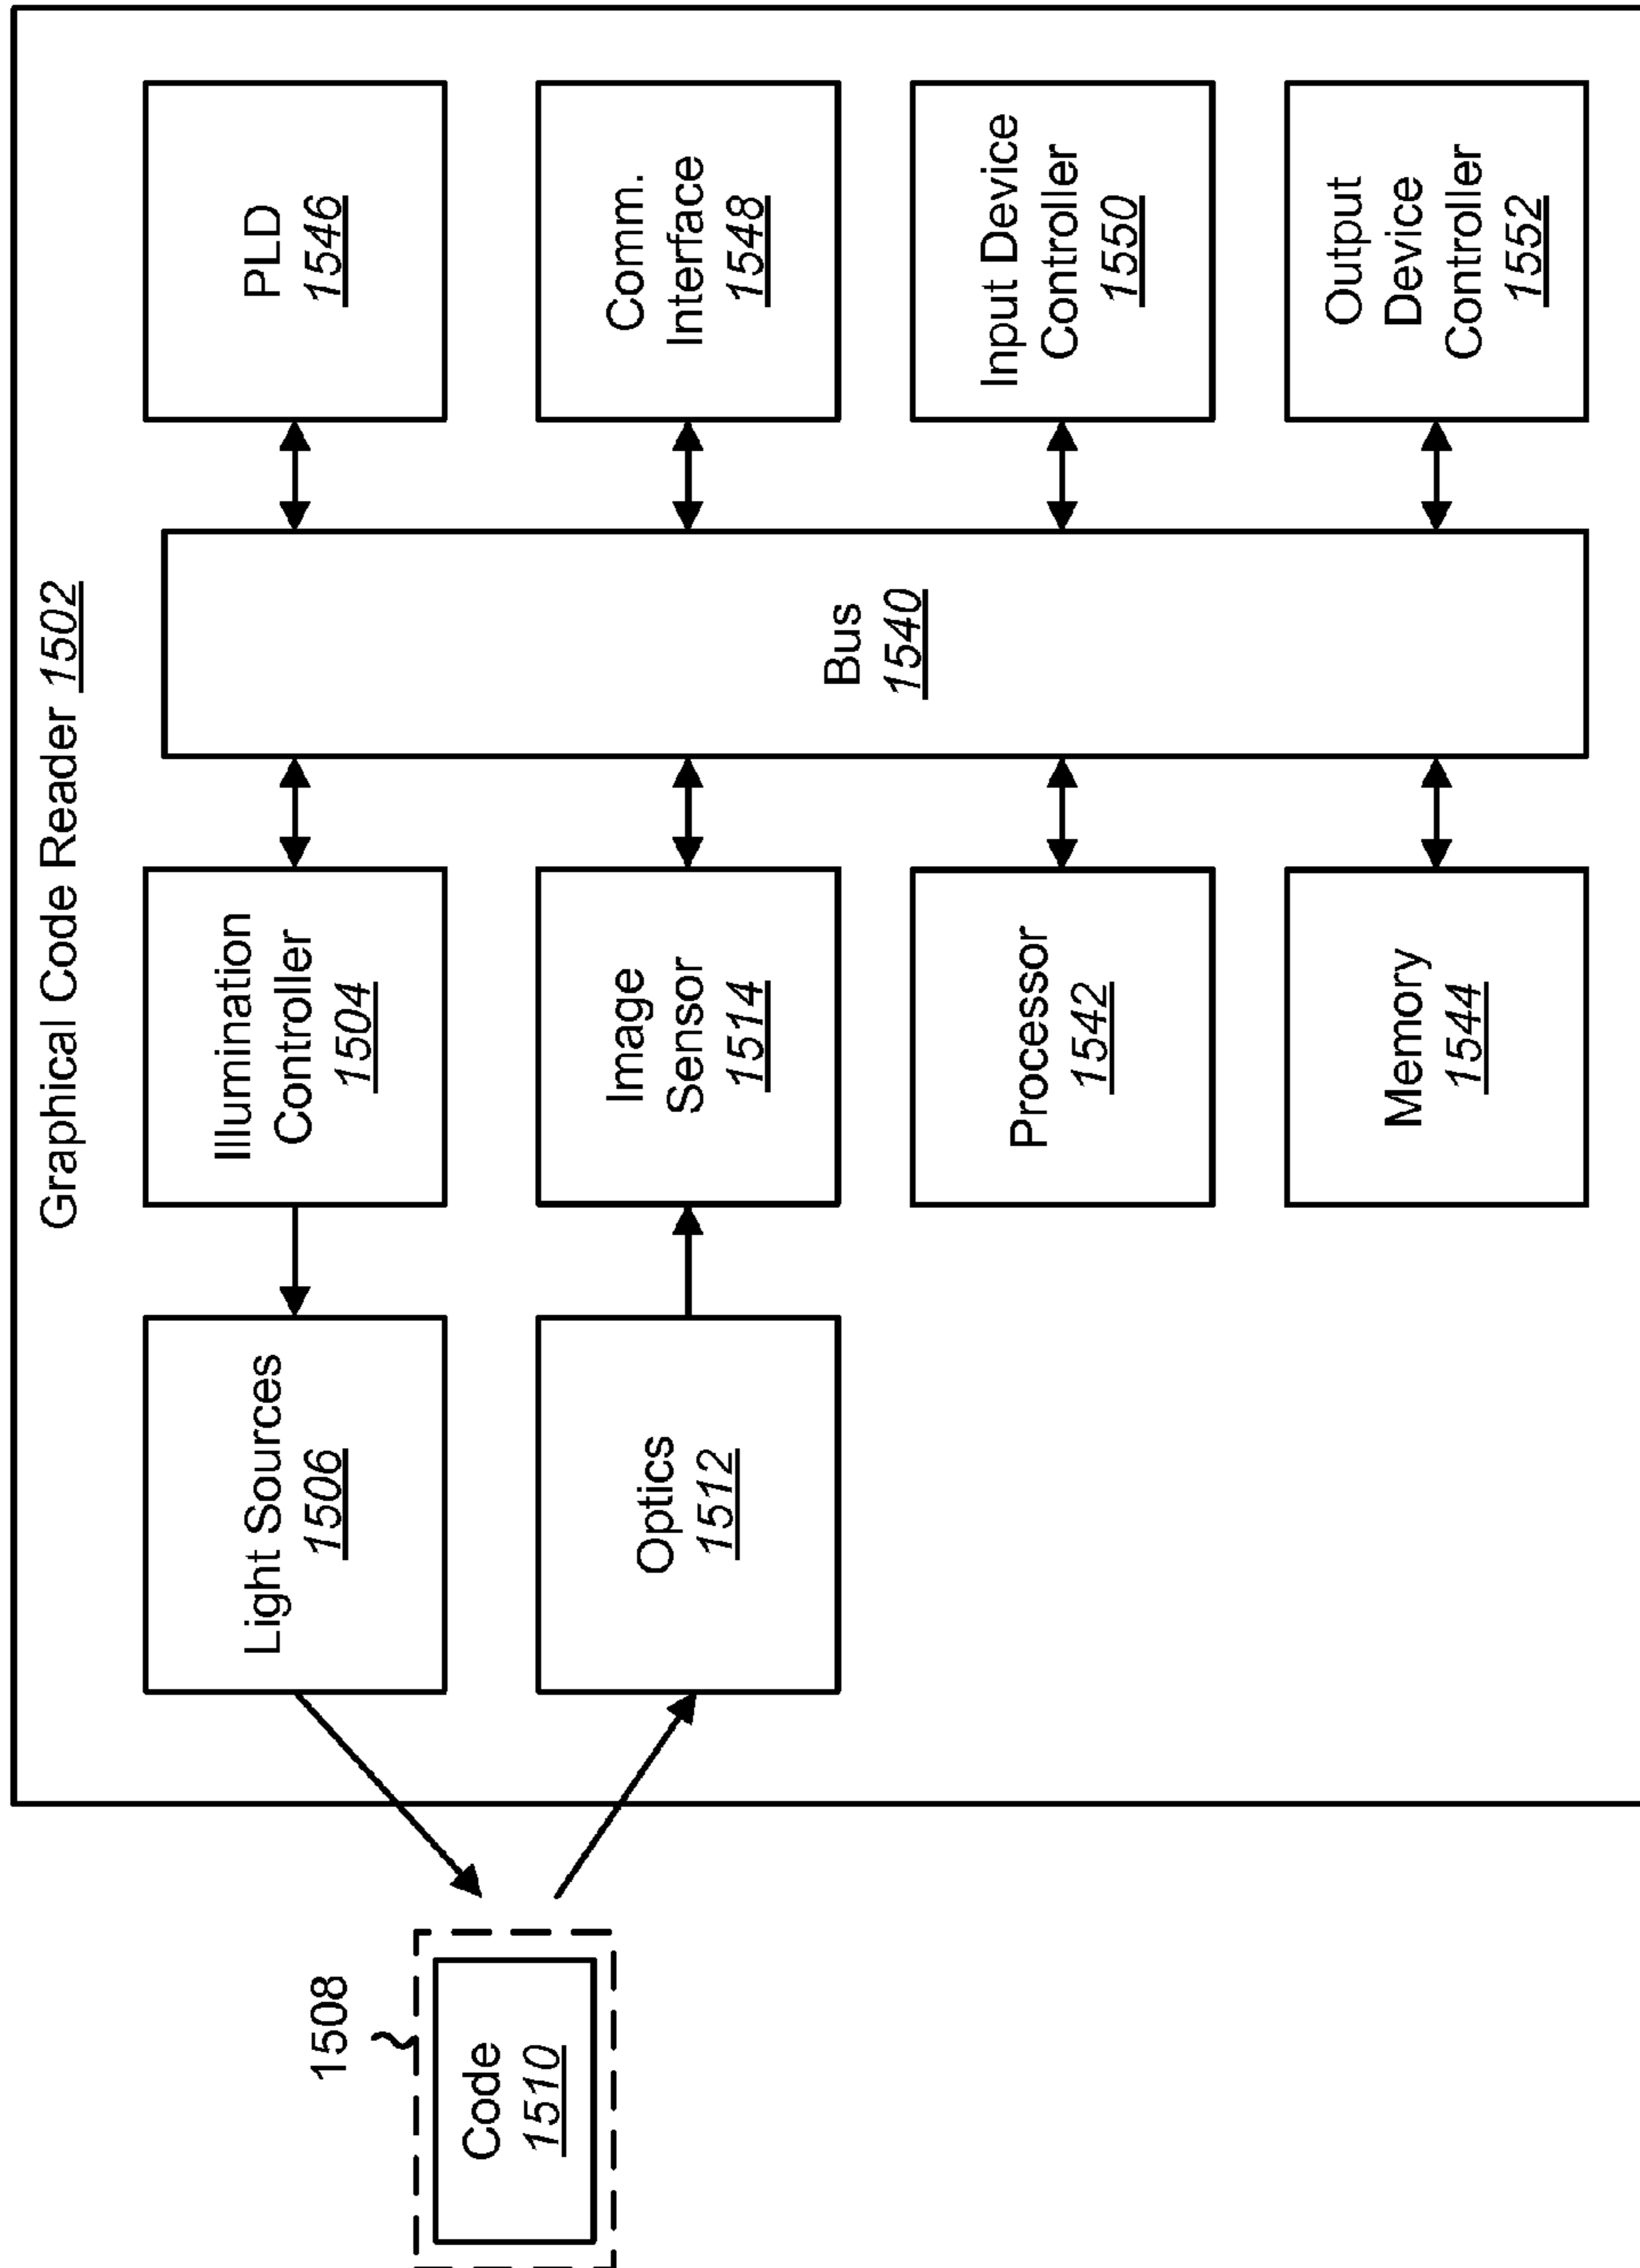 Graphical Code Reader 1502
Light Sources
1506
Illumination
Controller
1504
PLD
1546
1508
Code
1510
Optics
1512
Image
Sensor
1514
Bus
1540
Comm.
Interface
1548
Processor
1542
Input Device
Controller
1550
Memory
1544
Output
Device
Controller
1552